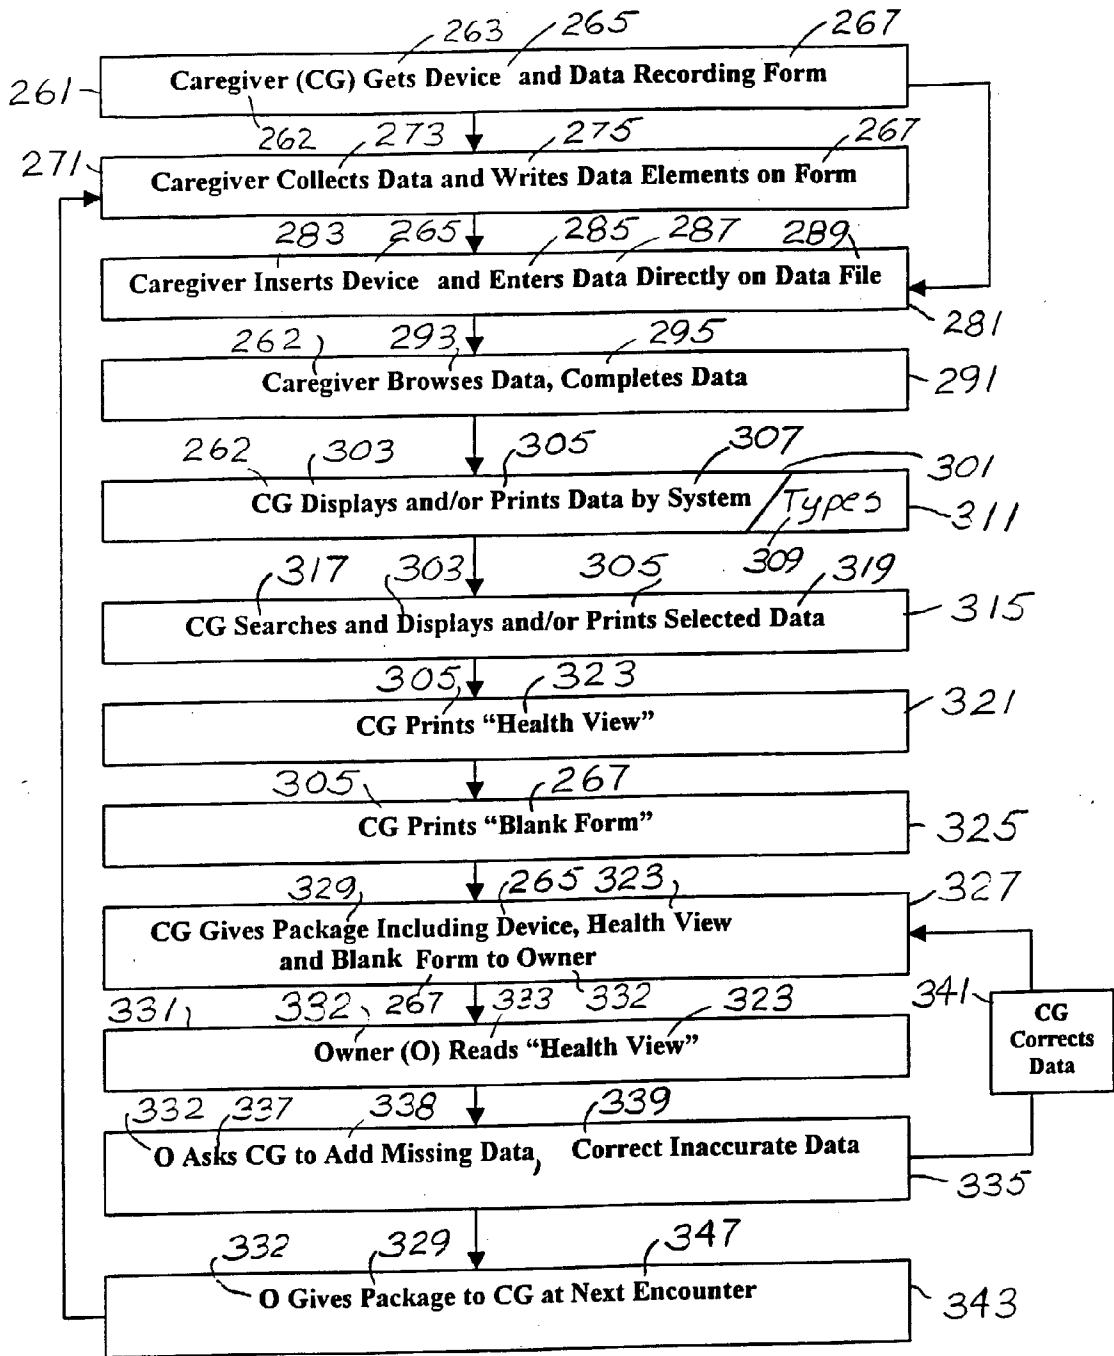 263 265 267
261 Caregiver (CG) Gets Device and Data Recording Form
262 273 275 267
271 Caregiver Collects Data and Writes Data Elements on Form
283 265 285 287 289
Caregiver Inserts Device and Enters Data Directly on Data File
281
262 293 295
Caregiver Browses Data, Completes Data 291
262 303 305 307 301
CG Displays and/or Prints Data by System Types 311
309
317 303 305 319
CG Searches and Displays and/or Prints Selected Data 315
305 323
CG Prints “Health View” 321
305 267
CG Prints “Blank Form” 325
329 265 323 327
CG Gives Package Including Device, Health View
and Blank Form to Owner
331 332 267 333 332 323 341
CG
Corrects
Data
Owner (O) Reads “Health View”
332 337 338 339
O Asks CG to Add Missing Data, Correct Inaccurate Data
335
332 329 347
O Gives Package to CG at Next Encounter 343